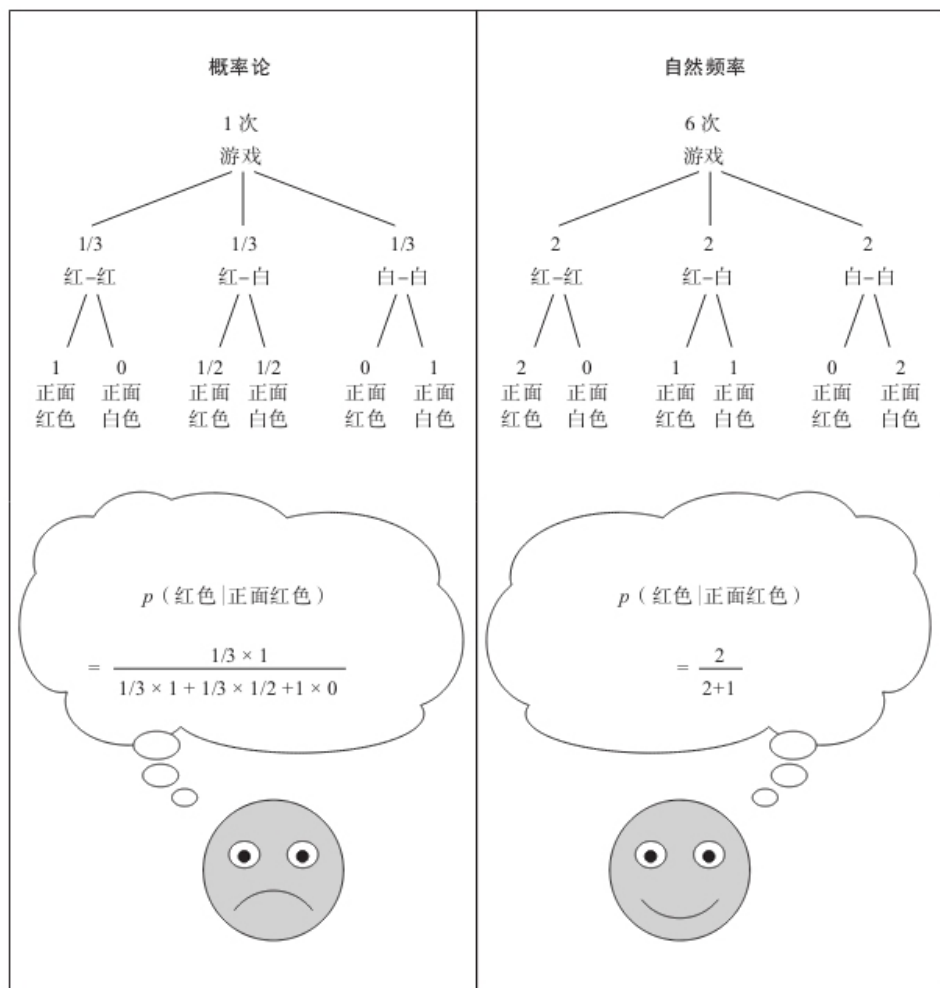 概率论
1 次
游戏
1/3 1/3 1/3
红–红 红–白 白–白
1 0 1/2 1/2 0 1
正面 正面 正面 正面 正面 正面
红色 白色 红色 白色 红色 白色
p（红色|正面红色）
1/3 × 1
=
1/3 × 1 + 1/3 × 1/2 +1 × 0
自然频率
6 次
游戏
2 2 2
红–红 红–白 白–白
2 0 1 1 0 2
正面 正面 正面 正面 正面 正面
红色 白色 红色 白色 红色 白色
p（红色|正面红色）
2
=
2+1